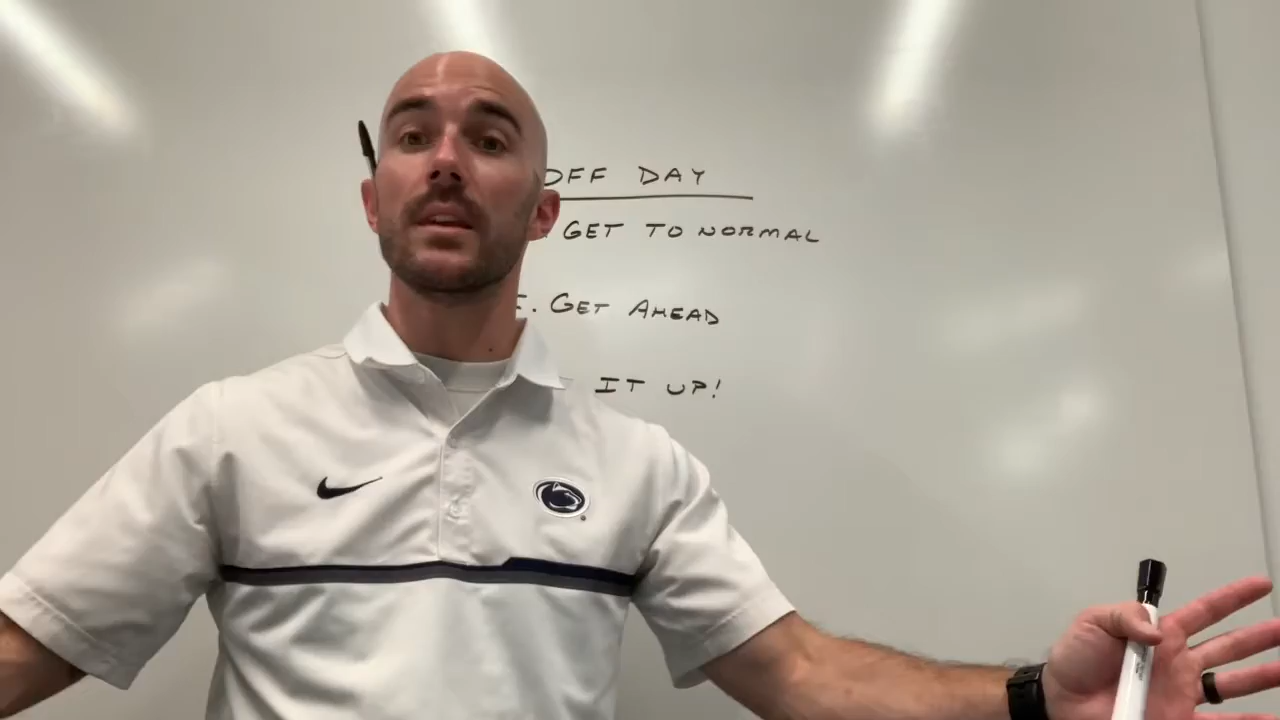 OFF DAY
GET TO NORMAL
. GET AHEAD
IT UP!